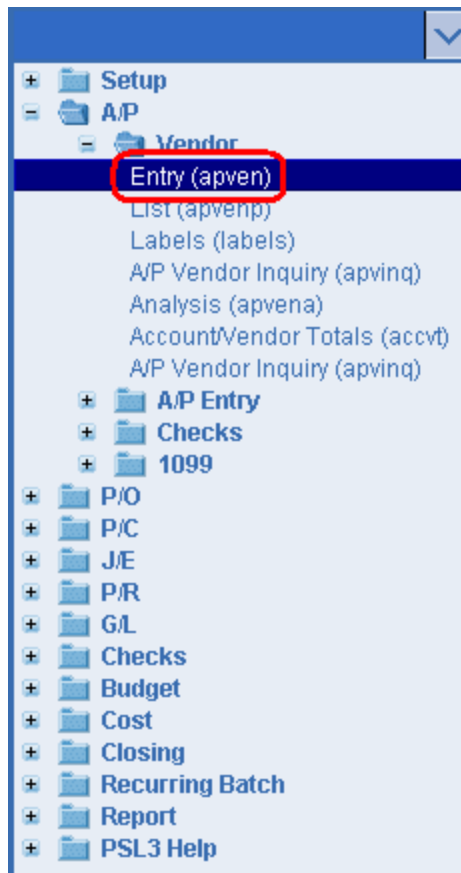 Setup
A/P
Vendor
Entry (apven)
List (apvenp)
Labels (labels)
A/P Vendor Inquiry (apvinq)
Analysis (apvena)
Account/Vendor Totals (accvt)
A/P Vendor Inquiry (apvinq)
A/P Entry
Checks
1099
P/O
P/C
J/E
P/R
G/L
Checks
Budget
Cost
Closing
Recurring Batch
Report
PSL3 Help